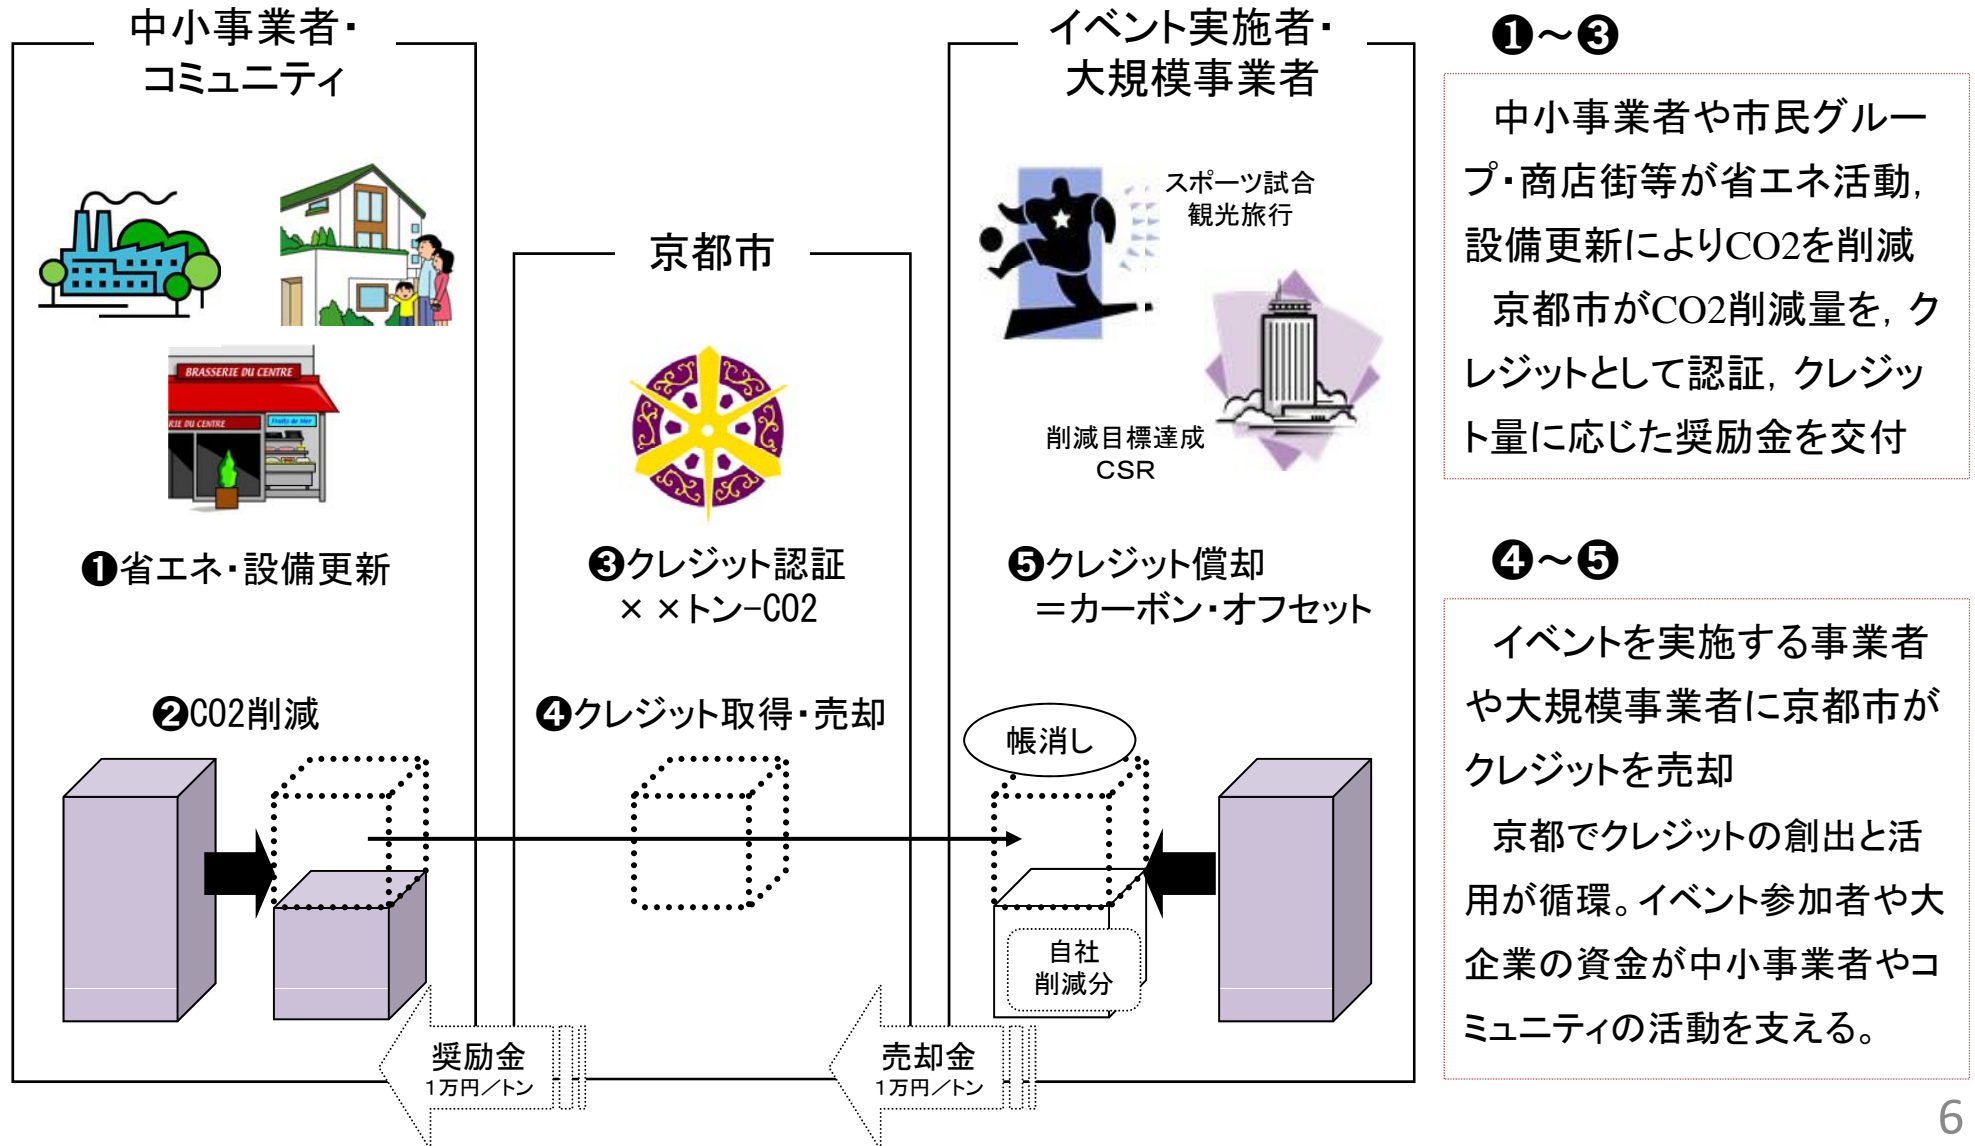 中小事業者・
コミュニティ
BRASSERIE DU CENTRE
RIE DU CENTRE
Fruits de Mer
❶省エネ・設備更新
❷CO2削減
京都市
❸クレジット認証
××トン-CO2
❹クレジット取得・売却
イベント実施者・
大規模事業者
スポーツ試合
観光旅行
削減目標達成
CSR
❺クレジット償却
＝カーボン・オフセット
帳消し
自社
削減分
奨励金
1万円／トン
売却金
1万円／トン
❶～❸
中小事業者や市民グルー
プ・商店街等が省エネ活動，
設備更新によりCO2を削減
京都市がCO2削減量を，ク
レジットとして認証，クレジッ
ト量に応じた奨励金を交付
❹～❺
イベントを実施する事業者
や大規模事業者に京都市が
クレジットを売却
京都でクレジットの創出と活
用が循環。イベント参加者や大
企業の資金が中小事業者やコ
ミュニティの活動を支える。
6